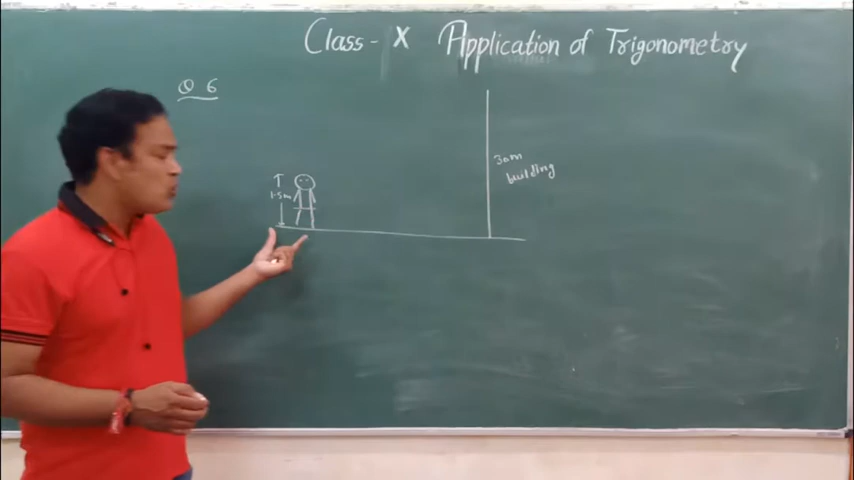 Class - X Application of Trigonometry
Q 6
30m
building
1.5m